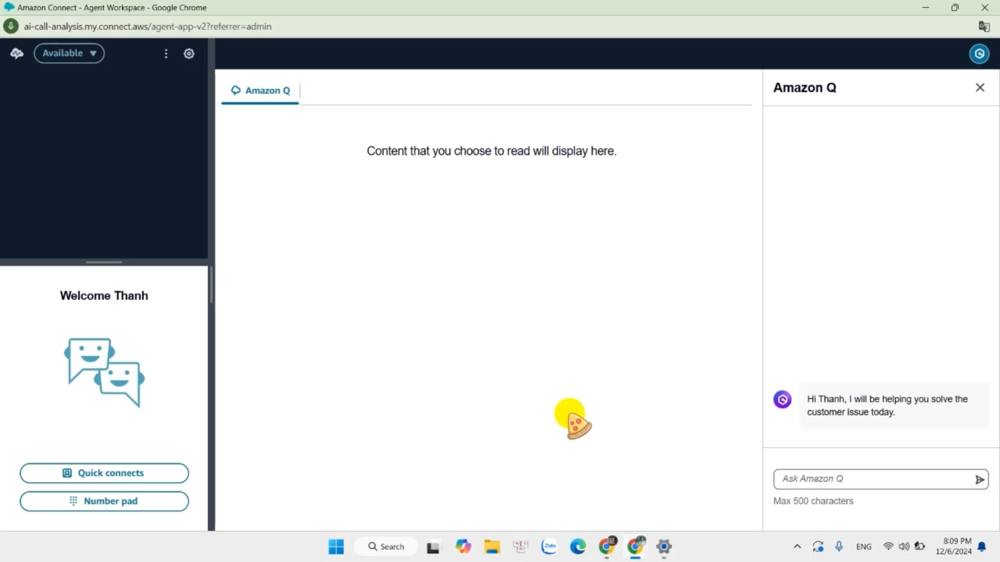 Amazon Connect - Agent Workspace - Google Chrome
ai-call-analysis.my.connect.aws/agent-app-v2?referrer=admin
Available
Amazon Q
Amazon Q
Content that you choose to read will display here.
Welcome Thanh
Hi Thanh, I will be helping you solve the
customer issue today.
Quick connects
Number pad
Ask Amazon Q
Max 500 characters
Search
Zalo
ENG
8:09 PM
12/6/2024